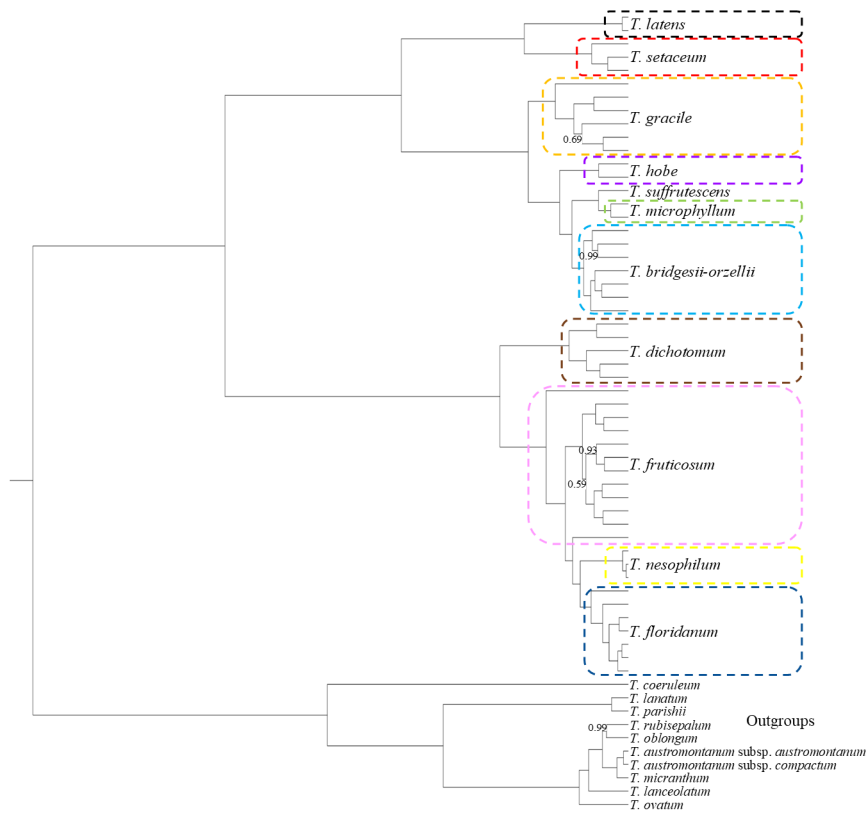 T. latens
T. setaceum
T. gracile
0.69
T. hobe
T. suffrutescens
T. microphyllum
0.99
T. bridgesii-orzellii
T. dichotomum
0.93
T. fruticosum
0.59
T. nesophilum
T. floridanum
T. coeruleum
T. lanatum
T. parishii
Outgroups
0.99
T. rubisepalum
T. oblongum
T. austromontanum subsp. austromontanum
T. austromontanum subsp. compactum
T. micranthum
T. lanceolatum
T. ovatum